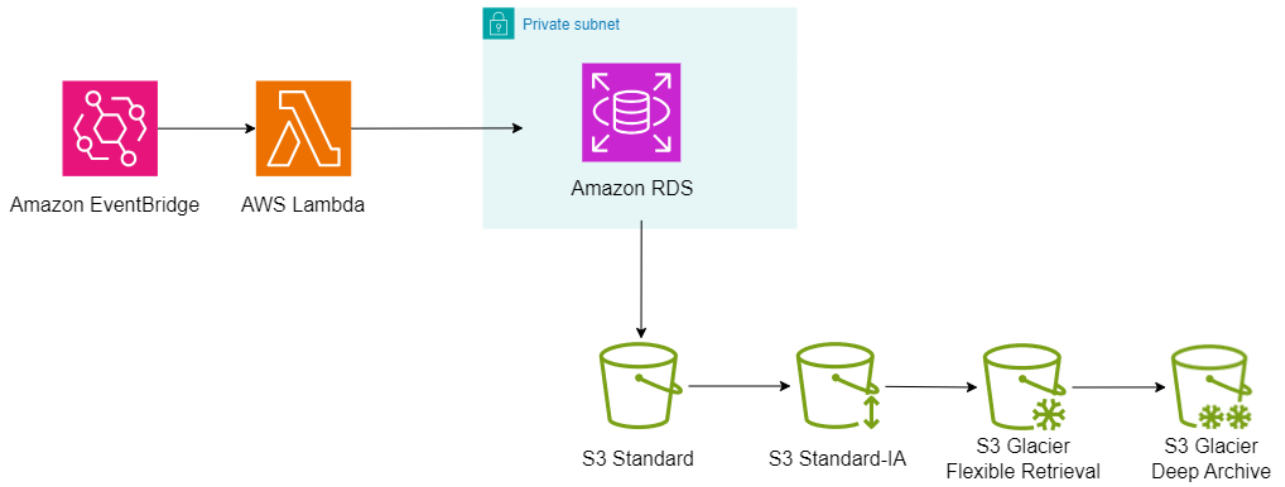 Private subnet
Amazon EventBridge
AWS Lambda
Amazon RDS
S3 Standard
S3 Standard-IA
S3 Glacier
Flexible Retrieval
S3 Glacier
Deep Archive